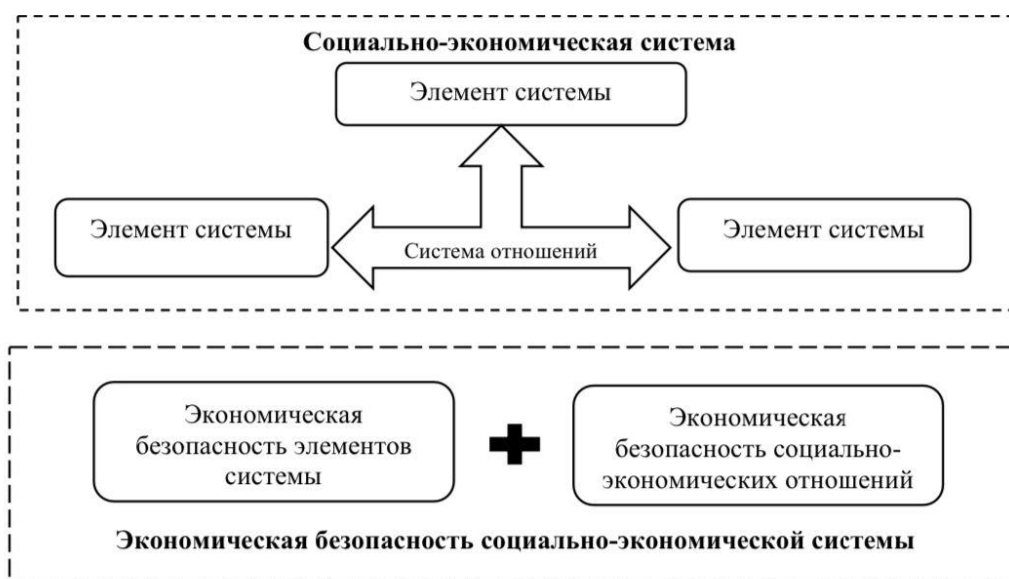 Социально-экономическая система
Элемент системы
Элемент системы
Система отношений
Элемент системы
Экономическая
безопасность элементов
системы
Экономическая
безопасность социально-
экономических отношений
Экономическая безопасность социально-экономической системы